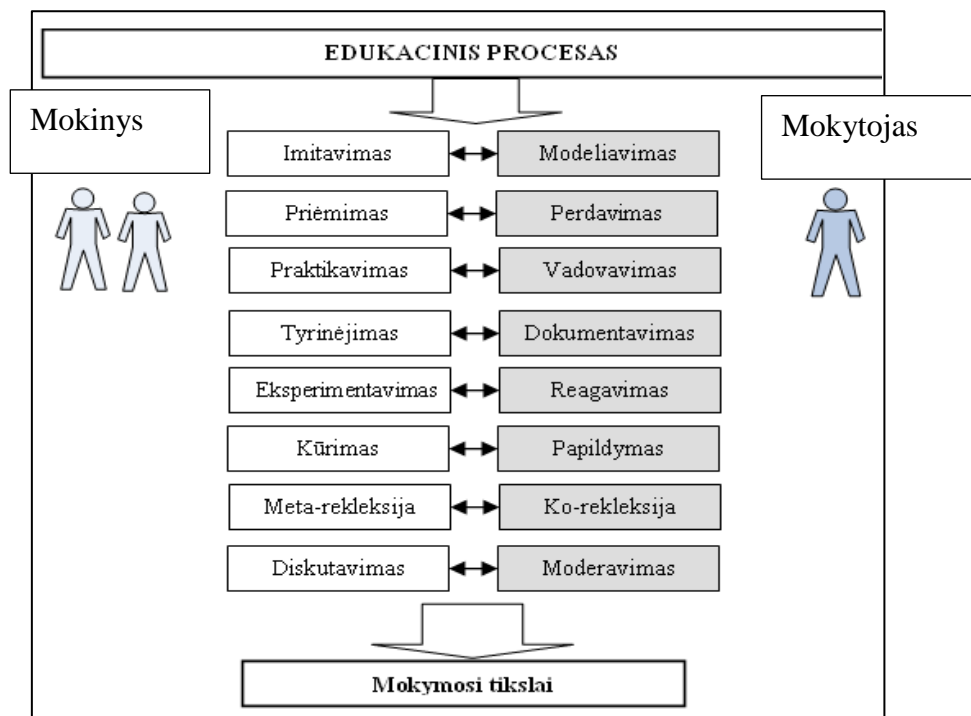 EDUKACINIS PROCESAS
Mokinys
Mokytojas
Imitavimas
Modeliavimas
Priėmimas
Perdavimas
Praktikavimas
Vadovavimas
Tyrinėjimas
Dokumentavimas
Eksperimentavimas
Reagavimas
Kūrimas
Papildymas
Meta-rekleksija
Ko-rekleksija
Diskutavimas
Moderavimas
Mokymosi tikslai